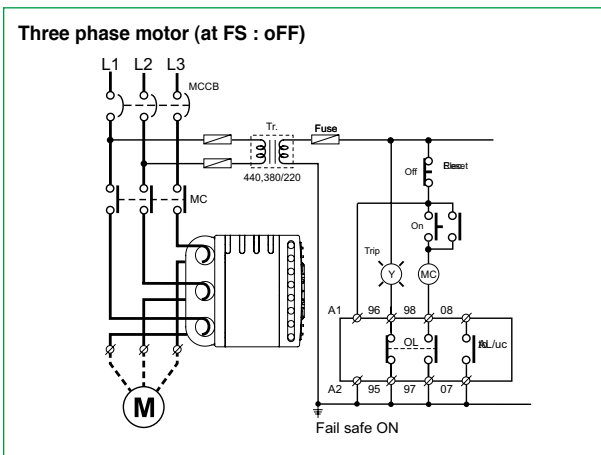 Three phase motor (at FS : oFF)
L1 L2 L3
MCCB
Tr.
Fuse
440,380/220
Off
MC
On
Trip
Y
MC
A1 96 98 08
OL
A2 95 97 07
M
Fail safe ON